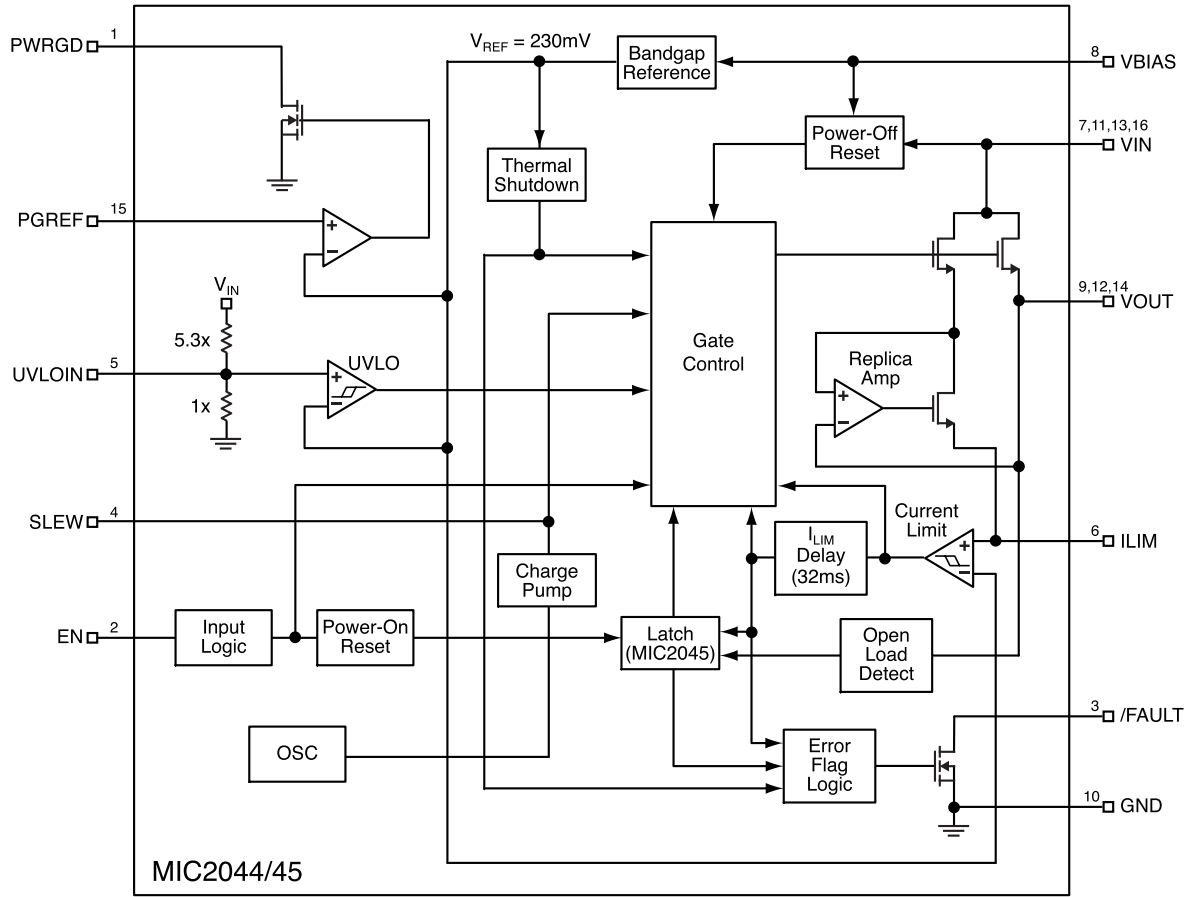 PWRGD
1
VREF = 230mV
Bandgap
Reference
8
VBIAS
Power-Off
Reset
7,11,13,16
VIN
Thermal
Shutdown
PGREF
15
+
−
VIN
5.3x
UVLOIN
5
1x
UVLO
+
−
Gate
Control
9,12,14
VOUT
Replica
Amp
+
−
SLEW
4
Charge
Pump
ILIM
Delay
(32ms)
Current
Limit
+
−
6
ILIM
EN
2
Input
Logic
Power-On
Reset
Latch
(MIC2045)
Open
Load
Detect
OSC
Error
Flag
Logic
3
/FAULT
10
GND
MIC2044/45